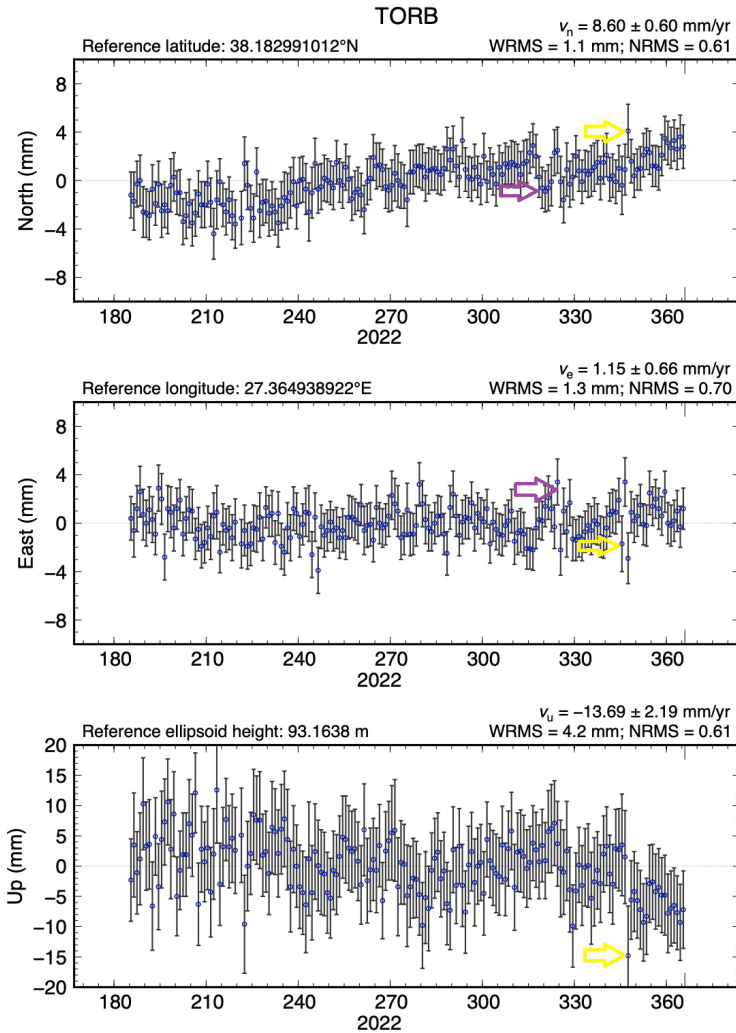 TORB
vn = 8.60 ± 0.60 mm/yr
Reference latitude: 38.182991012°N WRMS = 1.1 mm; NRMS = 0.61
North (mm)
8
4
0
−4
−8
180 210 240 270 300 330 360
2022
ve = 1.15 ± 0.66 mm/yr
Reference longitude: 27.364938922°E WRMS = 1.3 mm; NRMS = 0.70
East (mm)
8
4
0
−4
−8
180 210 240 270 300 330 360
2022
vu = −13.69 ± 2.19 mm/yr
Reference ellipsoid height: 93.1638 m WRMS = 4.2 mm; NRMS = 0.61
Up (mm)
20
15
10
5
0
−5
−10
−15
−20
180 210 240 270 300 330 360
2022